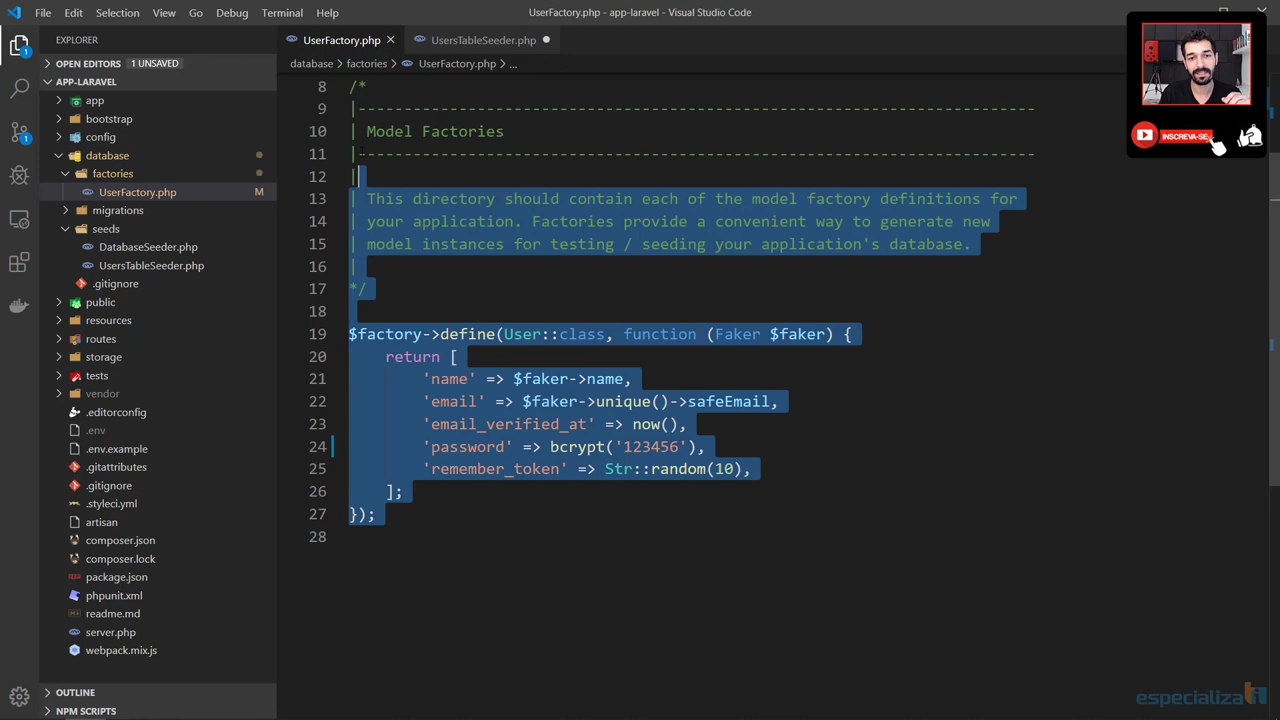 File Edit Selection View Go Debug Terminal Help
UserFactory.php - app-laravel - Visual Studio Code
EXPLORER
OPEN EDITORS 1 UNSAVED
APP-LARAVEL
app
bootstrap
config
database
factories
UserFactory.php M
migrations
seeds
DatabaseSeeder.php
UsersTableSeeder.php
.gitignore
public
resources
routes
storage
tests
vendor
.editorconfig
.env
.env.example
.gitattributes
.gitignore
.styleci.yml
artisan
composer.json
composer.lock
package.json
phpunit.xml
readme.md
server.php
webpack.mix.js
OUTLINE
NPM SCRIPTS
1
1
UserFactory.php
UsersTableSeeder.php
database > factories > UserFactory.php > ...
8 /*
9 |--------------------------------------------------------------------------
10 | Model Factories
11 |--------------------------------------------------------------------------
12 |
13 | This directory should contain each of the model factory definitions for
14 | your application. Factories provide a convenient way to generate new
15 | model instances for testing / seeding your application's database.
16 |
17 */
18
19 $factory->define(User::class, function (Faker $faker) {
20 return [
21 'name' => $faker->name,
22 'email' => $faker->unique()->safeEmail,
23 'email_verified_at' => now(),
24 'password' => bcrypt('123456'),
25 'remember_token' => Str::random(10),
26 ];
27 });
28
INSCREVA-SE
especializati